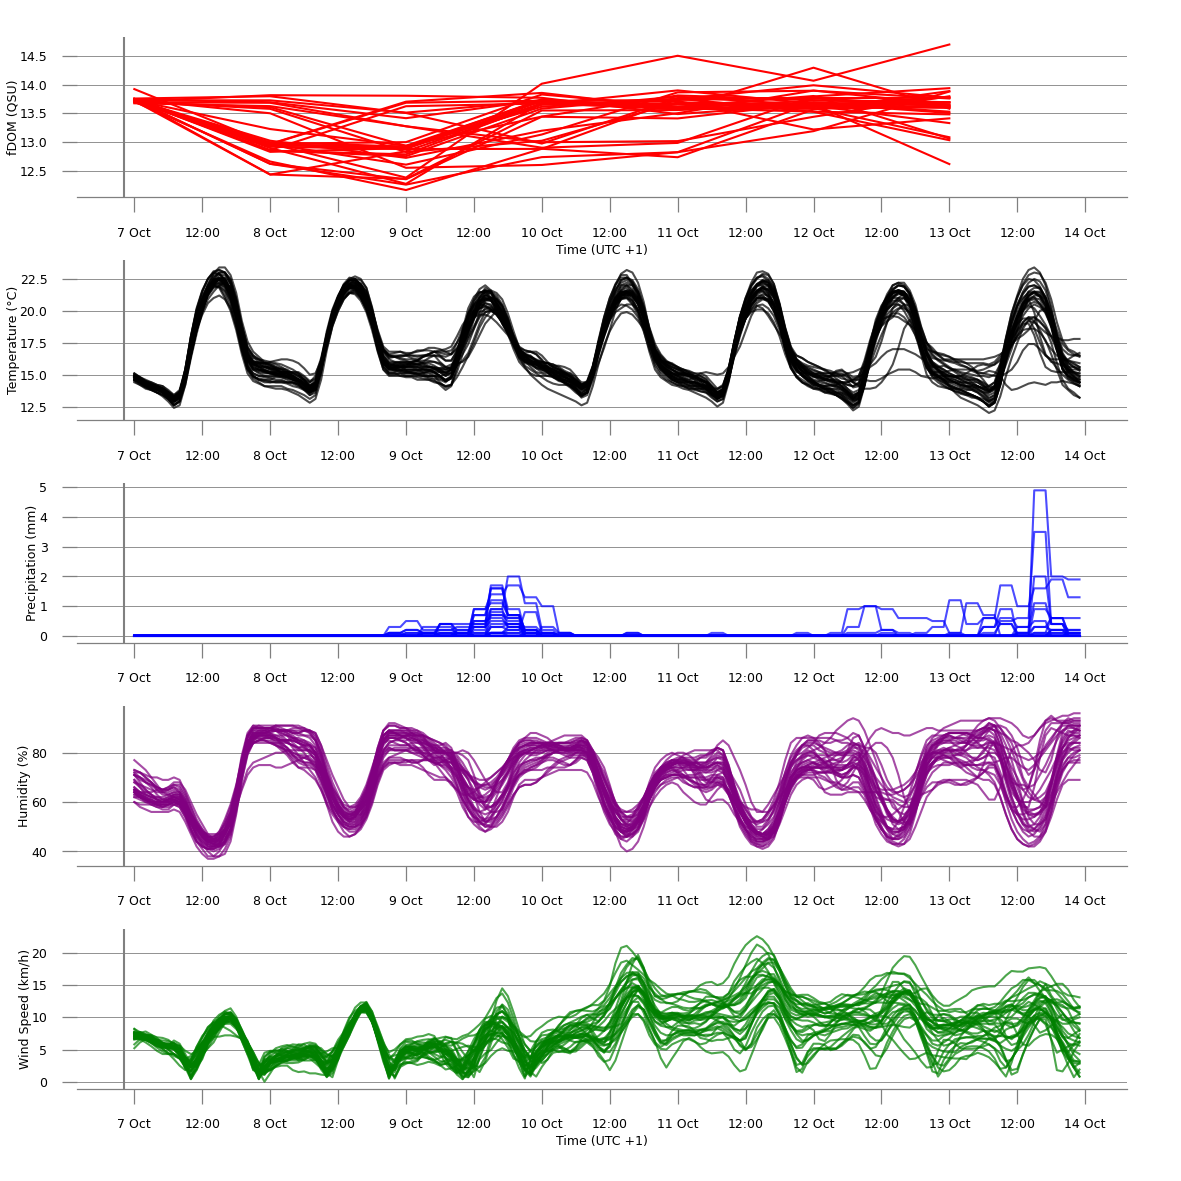 fDOM (QSU)
14.5
14.0
13.5
13.0
12.5
7 Oct 12:00 8 Oct 12:00 9 Oct 12:00 10 Oct 12:00 11 Oct 12:00 12 Oct 12:00 13 Oct 12:00 14 Oct
Time (UTC +1)
Temperature (°C)
22.5
20.0
17.5
15.0
12.5
7 Oct 12:00 8 Oct 12:00 9 Oct 12:00 10 Oct 12:00 11 Oct 12:00 12 Oct 12:00 13 Oct 12:00 14 Oct
Precipitation (mm)
5
4
3
2
1
0
7 Oct 12:00 8 Oct 12:00 9 Oct 12:00 10 Oct 12:00 11 Oct 12:00 12 Oct 12:00 13 Oct 12:00 14 Oct
Humidity (%)
80
60
40
7 Oct 12:00 8 Oct 12:00 9 Oct 12:00 10 Oct 12:00 11 Oct 12:00 12 Oct 12:00 13 Oct 12:00 14 Oct
Wind Speed (km/h)
20
15
10
5
0
7 Oct 12:00 8 Oct 12:00 9 Oct 12:00 10 Oct 12:00 11 Oct 12:00 12 Oct 12:00 13 Oct 12:00 14 Oct
Time (UTC +1)